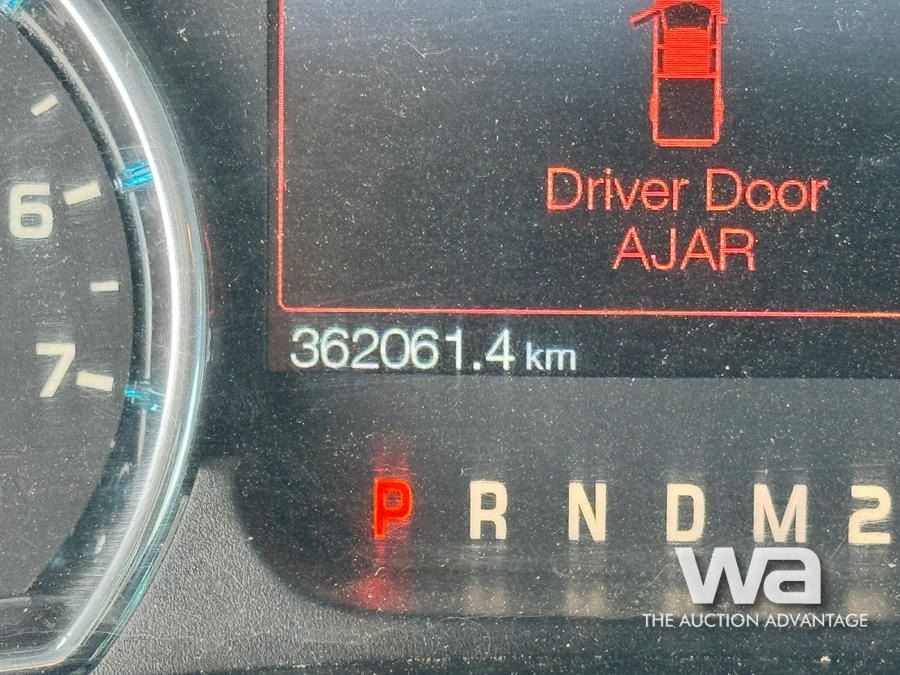 6
7
Driver Door
AJAR
362061.4 km
P R N D M 2
wa
THE AUCTION ADVANTAGE